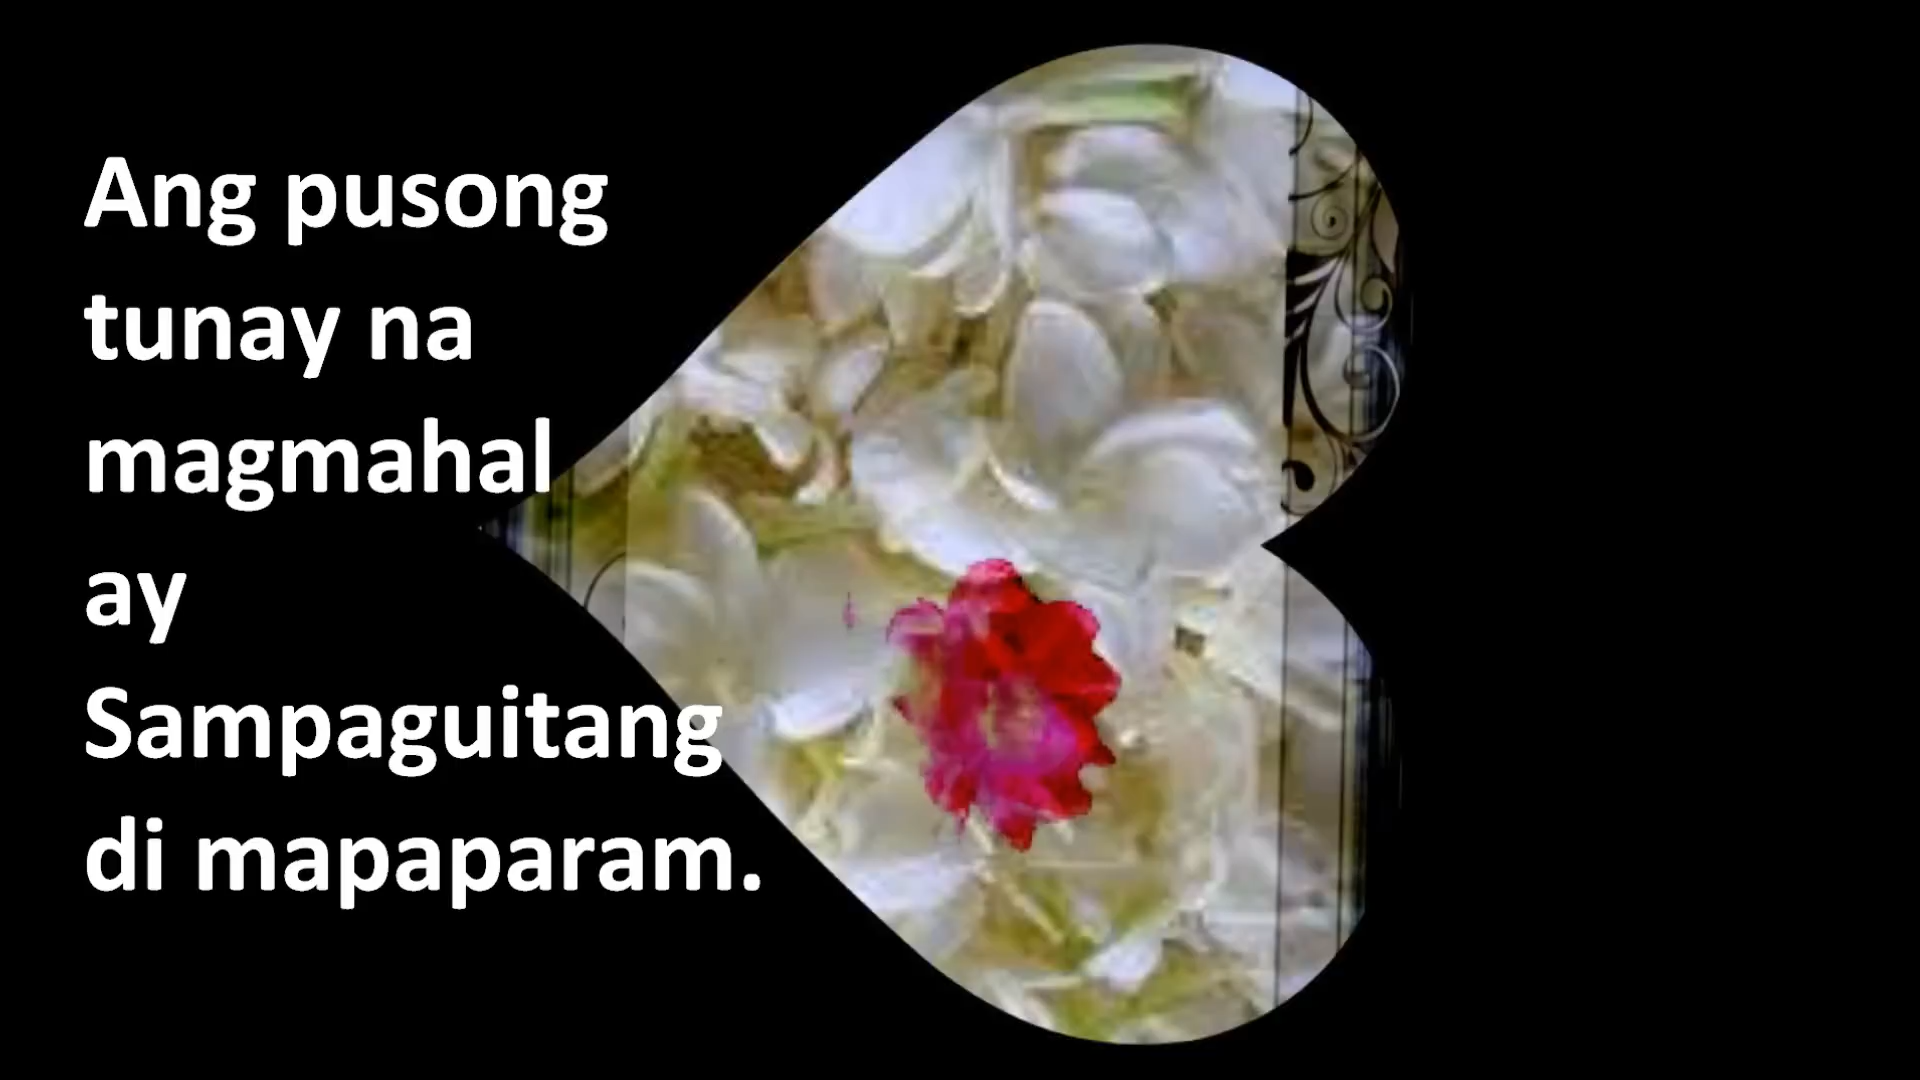 Ang pusong
tunay na
magmahal
ay
Sampaguitang
di mapaparam.